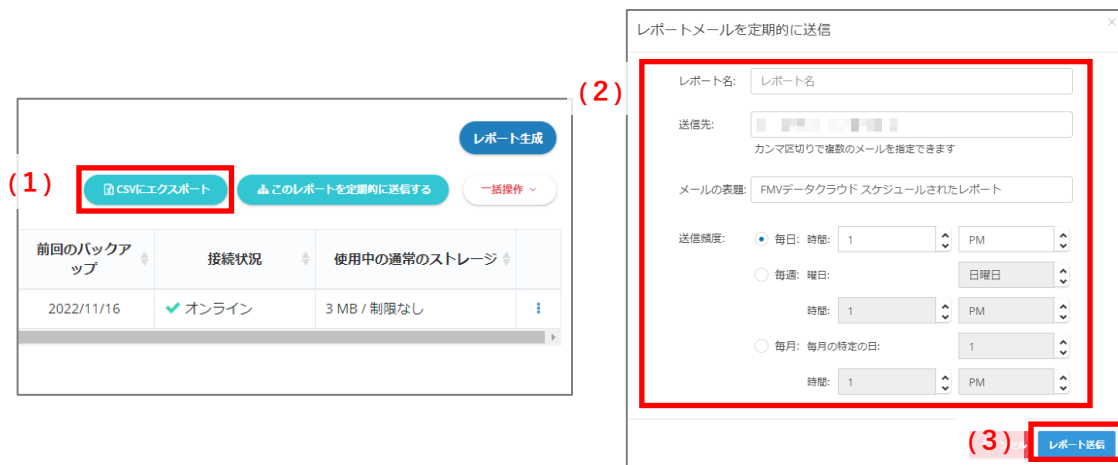 (1)
レポート生成
CSVにエクスポート
このレポートを定期的に送信する
一括操作
前回のバックアップ
接続状況
使用中の通常のストレージ
2022/11/16
オンライン
3 MB / 制限なし
(2)
レポートメールを定期的に送信
×
レポート名:
レポート名
送信先:
カンマ区切りで複数のメールを指定できます
メールの表題:
FMVデータクラウド スケジュールされたレポート
送信頻度:
毎日: 時間: 1 PM
毎週: 曜日: 日曜日
時間: 1 PM
毎月: 毎月の特定の日: 1
時間: 1 PM
(3)
レポート送信